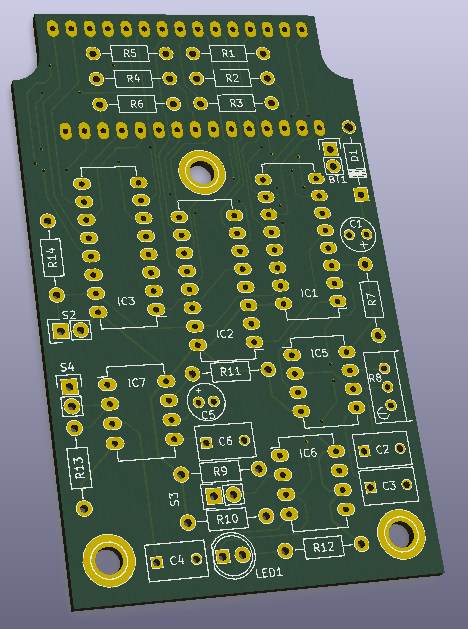 R5 R1
R4 R2
R6 R3
D1
BT1
C1
R14
IC3 IC1
R7
S2
IC2
IC5
S4
IC7 R11 R8
C5
C6 C2
IC6
R13 R9
S3 C3
R10
C4 R12
LED1